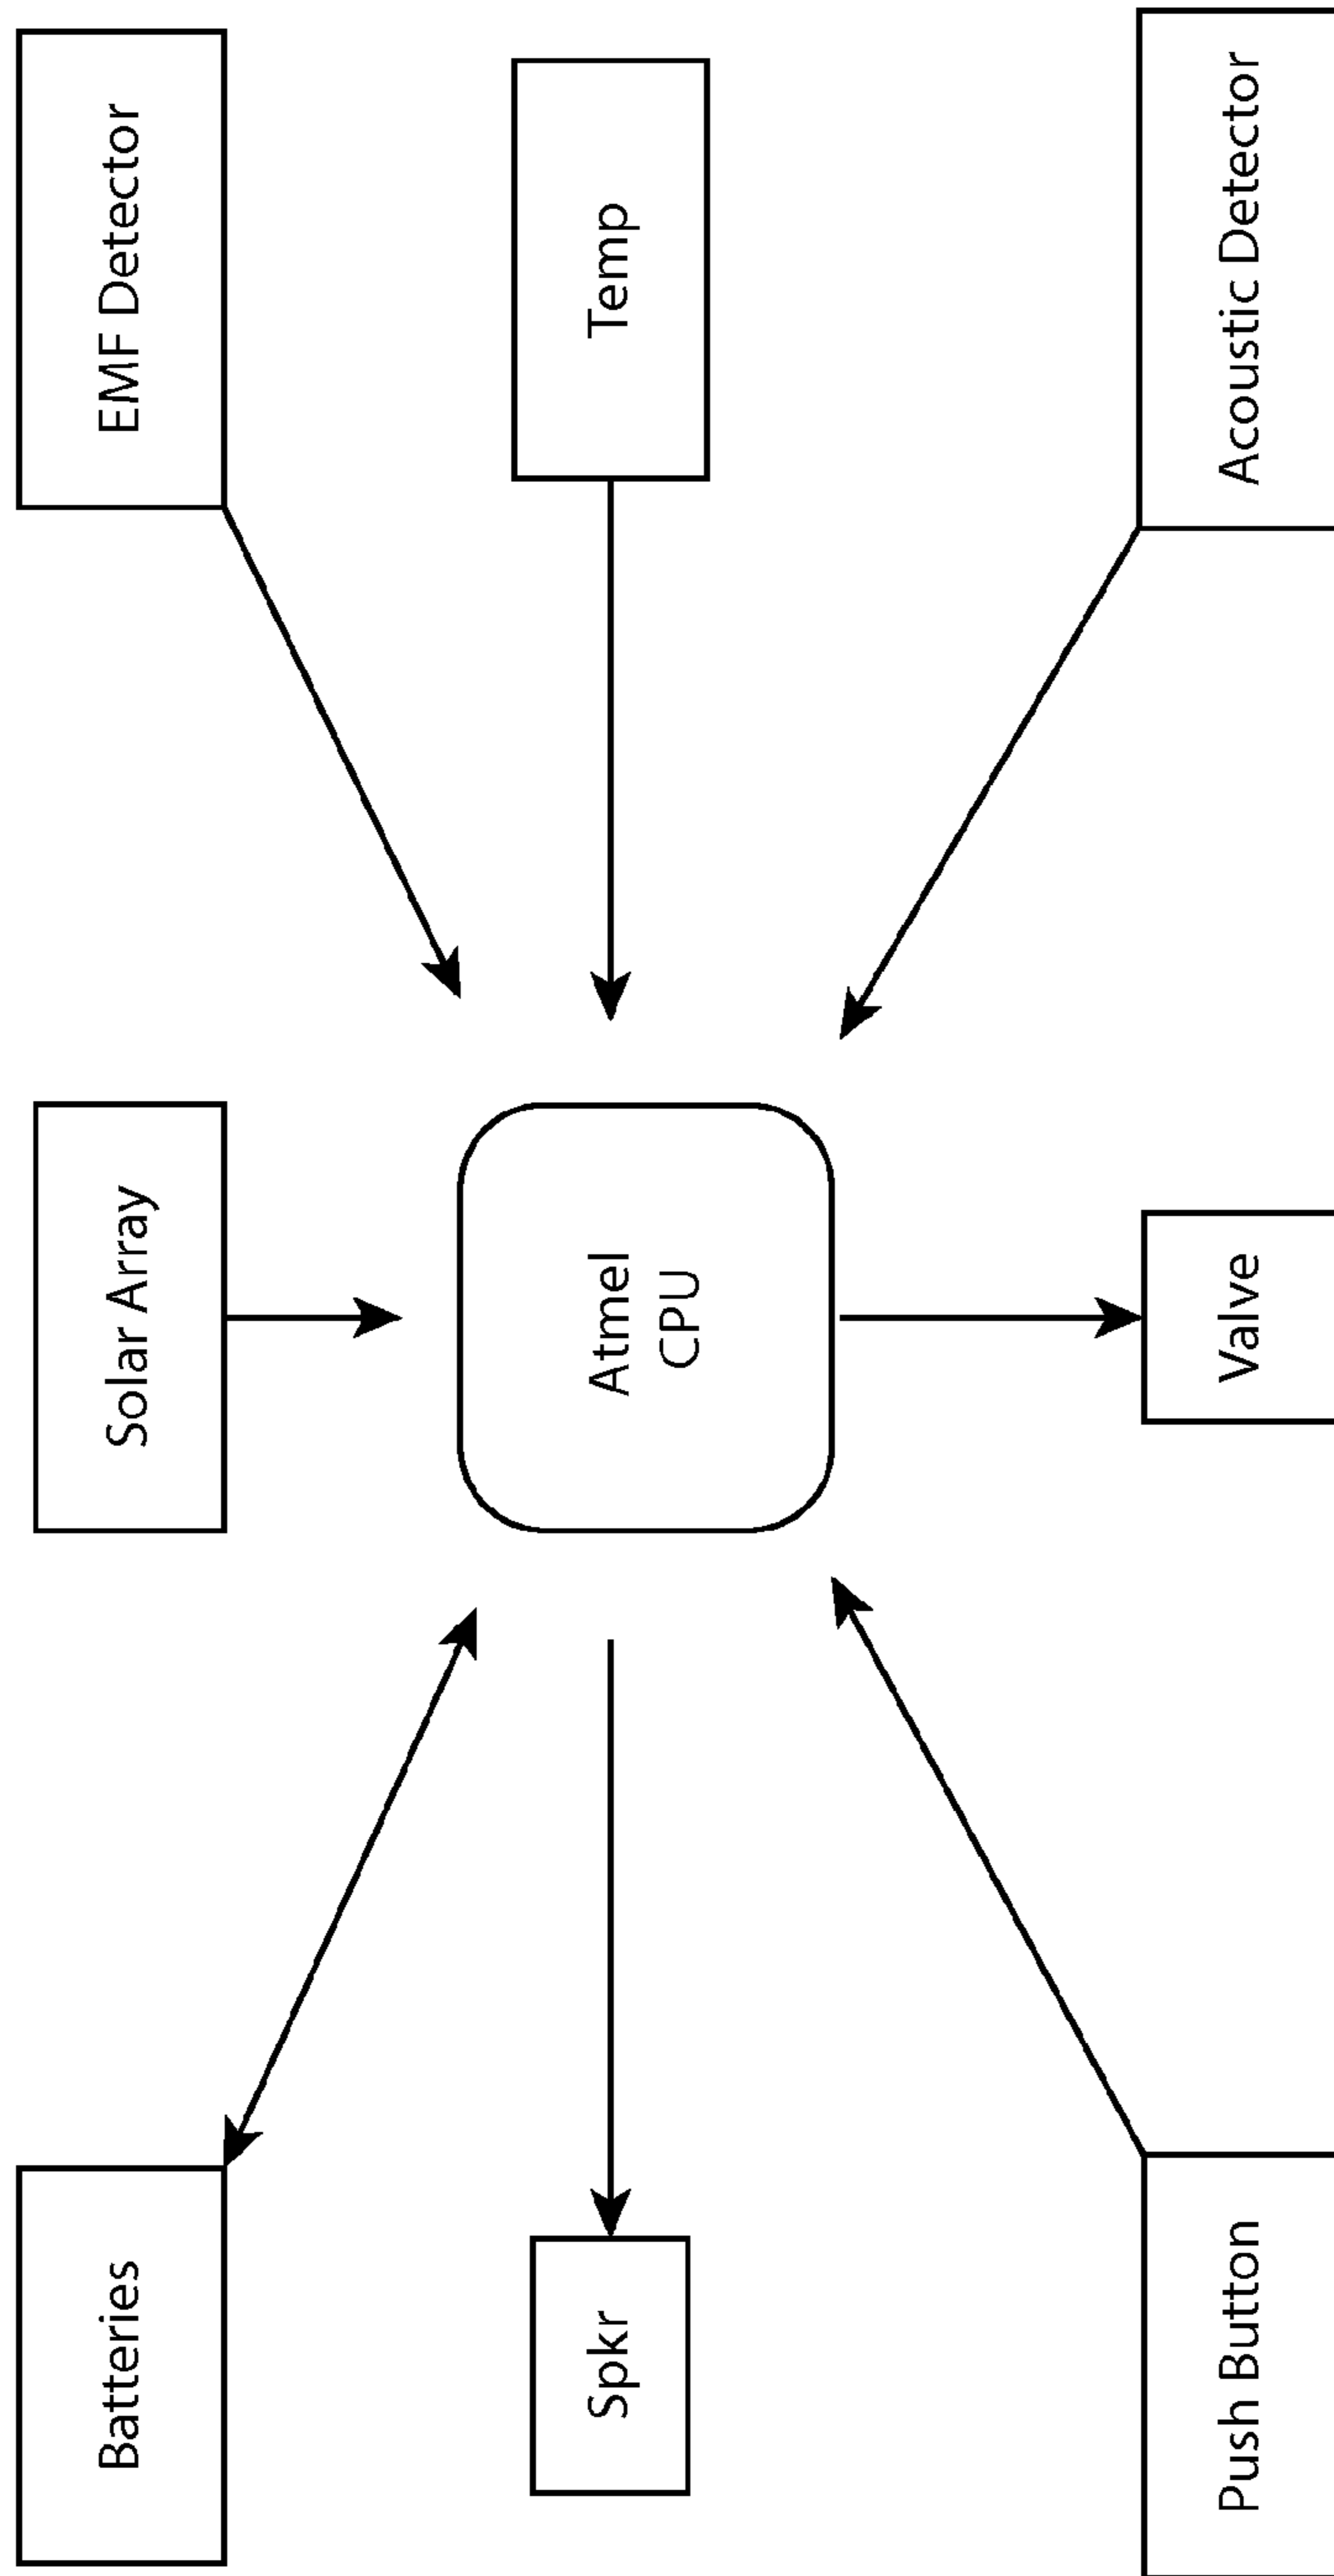 Batteries
Solar Array
EMF Detector
Spkr
Atmel
CPU
Temp
Push Button
Valve
Acoustic Detector